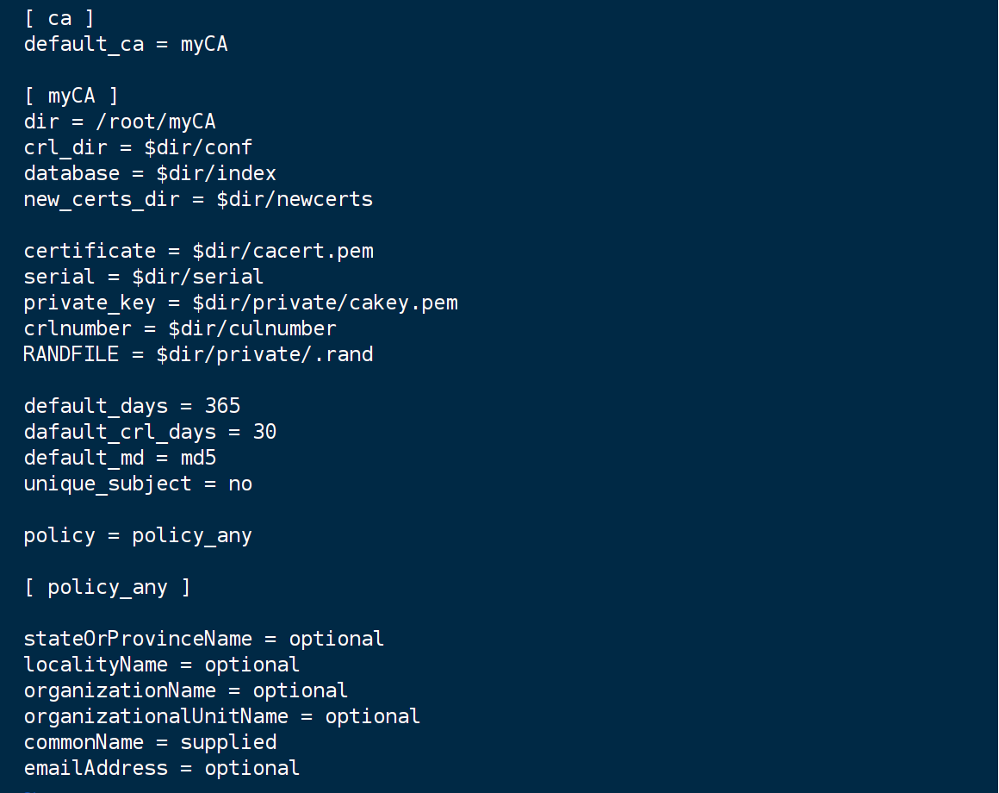 [ ca ]
default_ca = myCA
[ myCA ]
dir = /root/myCA
crl_dir = $dir/conf
database = $dir/index
new_certs_dir = $dir/newcerts
certificate = $dir/cacert.pem
serial = $dir/serial
private_key = $dir/private/cakey.pem
crlnumber = $dir/culnumber
RANDFILE = $dir/private/.rand
default_days = 365
dafault_crl_days = 30
default_md = md5
unique_subject = no
policy = policy_any
[ policy_any ]
stateOrProvinceName = optional
localityName = optional
organizationName = optional
organizationalUnitName = optional
commonName = supplied
emailAddress = optional